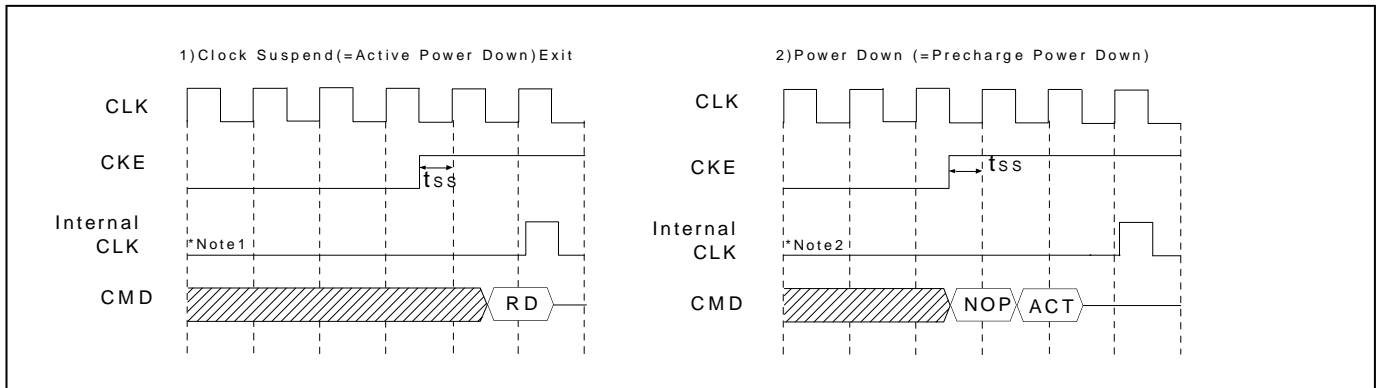 1)Clock Suspend(=Active Power Down)Exit
CLK
CKE
tss
Internal
CLK
*Note1
CMD
RD
2)Power Down (=Precharge Power Down)
CLK
CKE
tss
Internal
CLK
*Note2
CMD
NOP
ACT